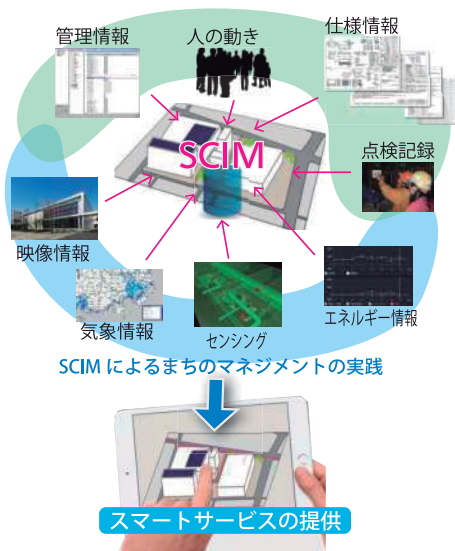 管理情報
人の動き
仕様情報
SCIM
点検記録
映像情報
気象情報
センシング
エネルギー情報
SCIM によるまちのマネジメントの実践
スマートサービスの提供